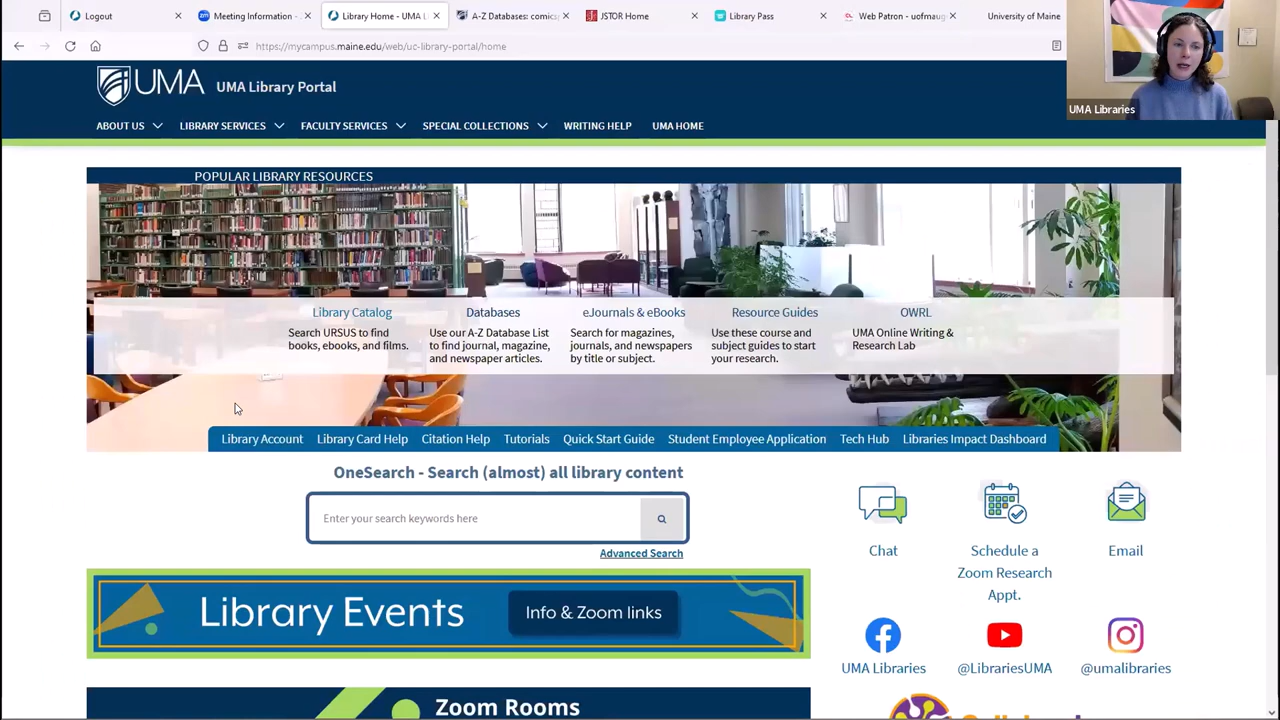 Logout
Meeting Information -
Library Home - UMA L
A-Z Databases: comics
JSTOR Home
Library Pass
Web Patron - uofmaug
University of Maine
https://mycampus.maine.edu/web/uc-library-portal/home
UMA Libraries
UMA UMA Library Portal
ABOUT US LIBRARY SERVICES FACULTY SERVICES SPECIAL COLLECTIONS WRITING HELP UMA HOME
POPULAR LIBRARY RESOURCES
Library Catalog
Search URSUS to find
books, ebooks, and films.
Databases
Use our A-Z Database List
to find journal, magazine,
and newspaper articles.
eJournals & eBooks
Search for magazines,
journals, and newspapers
by title or subject.
Resource Guides
Use these course and
subject guides to start
your research.
OWRL
UMA Online Writing &
Research Lab
Library Account Library Card Help Citation Help Tutorials Quick Start Guide Student Employee Application Tech Hub Libraries Impact Dashboard
OneSearch - Search (almost) all library content
Enter your search keywords here
Advanced Search
Library Events Info & Zoom links
Zoom Rooms
Chat
Schedule a
Zoom Research
Appt.
Email
UMA Libraries
@LibrariesUMA
@umalibraries